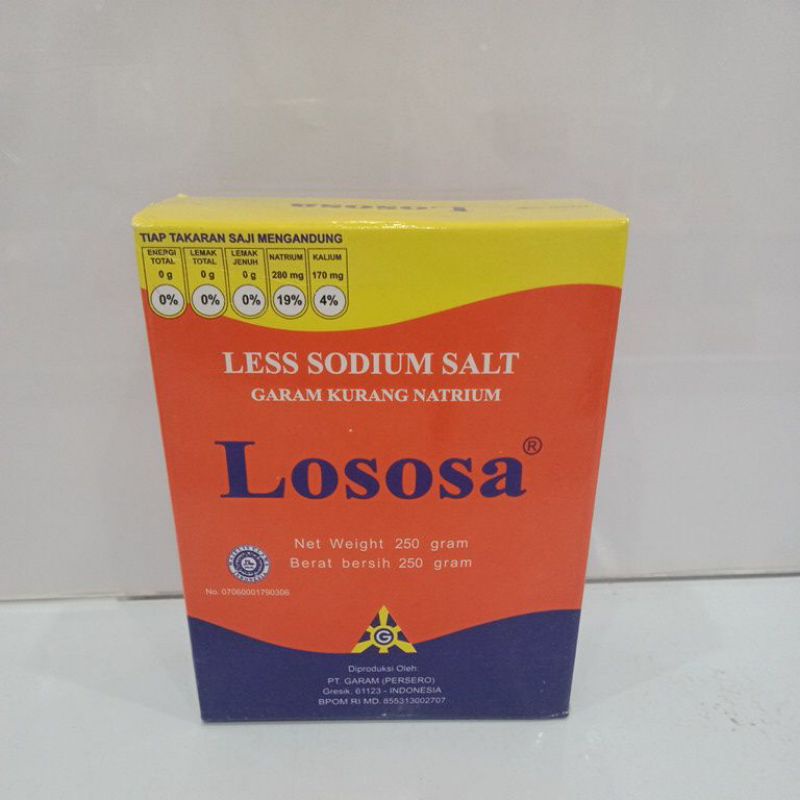 Lososa
TIAP TAKARAN SAJI MENGANDUNG
ENERGI TOTAL 0 g 0%
LEMAK TOTAL 0 g 0%
LEMAK JENUH 0 g 0%
NATRIUM 280 mg 19%
KALIUM 170 mg 4%
LESS SODIUM SALT
GARAM KURANG NATRIUM
Lososa®
Net Weight 250 gram
Berat bersih 250 gram
No. 07060001790306
G
Diproduksi Oleh:
PT. GARAM (PERSERO)
Gresik. 61123 - INDONESIA
BPOM RI MD. 855313002707